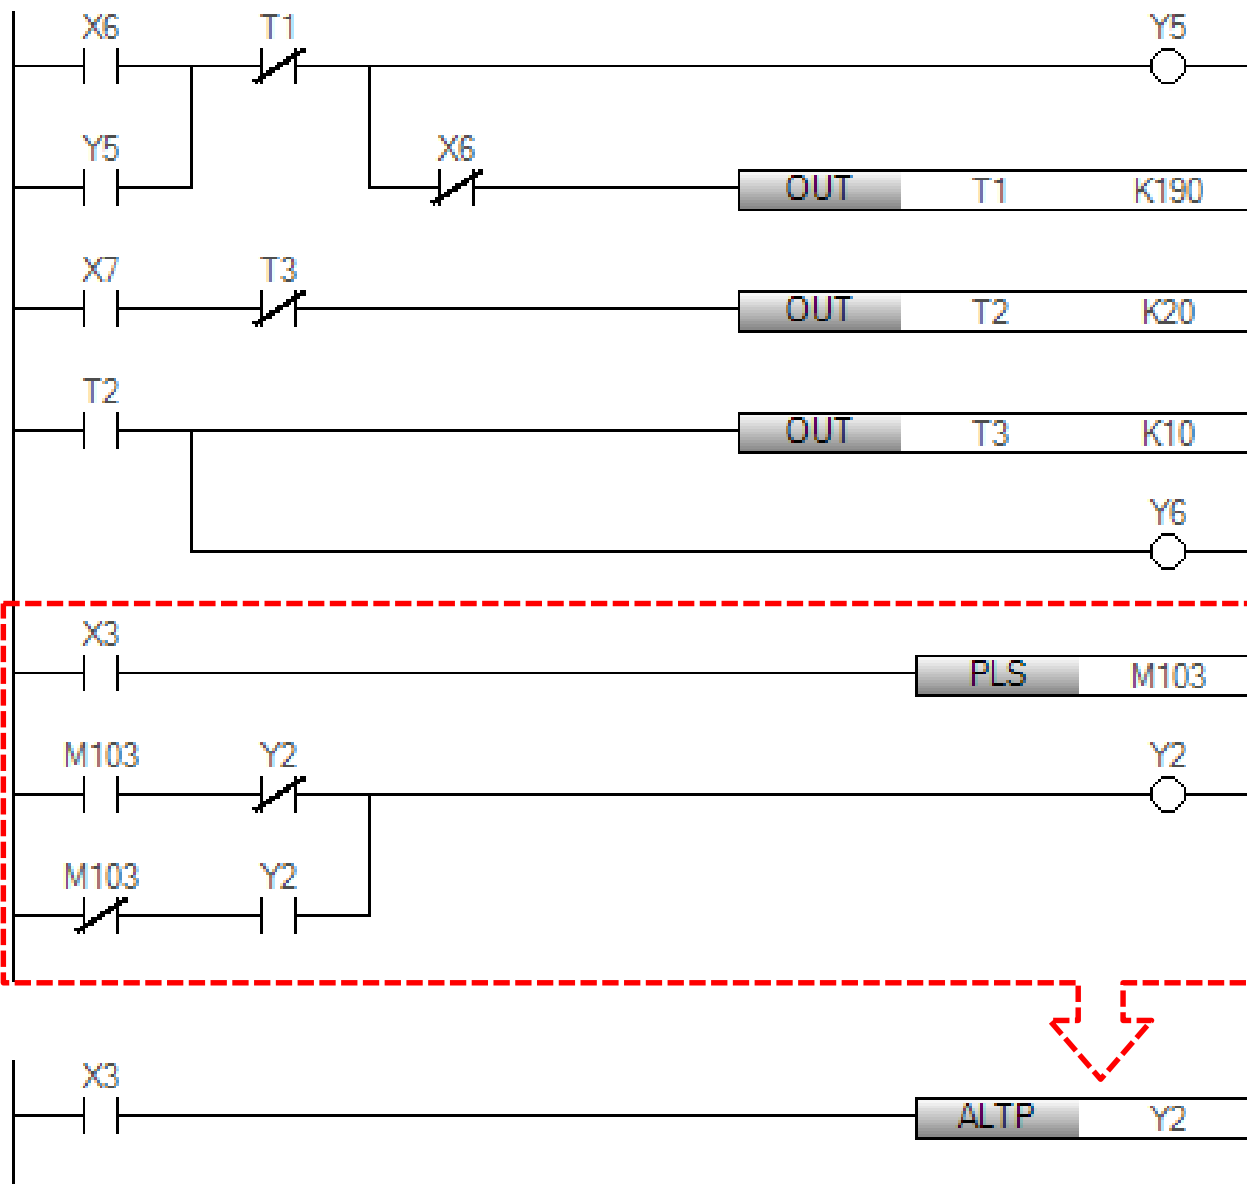 X6 T1 Y5
Y5 X6
OUT T1 K190
X7 T3
OUT T2 K20
T2
OUT T3 K10
Y6
X3
PLS M103
M103 Y2 Y2
M103 Y2
X3
ALTP Y2